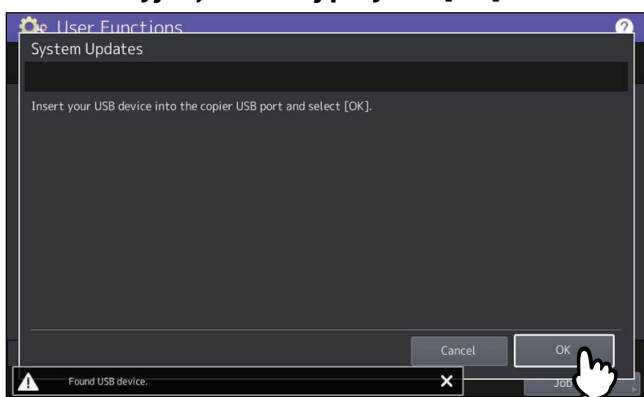 User Functions
?
System Updates
Insert your USB device into the copier USB port and select [OK].
Cancel
OK
Found USB device.
Job